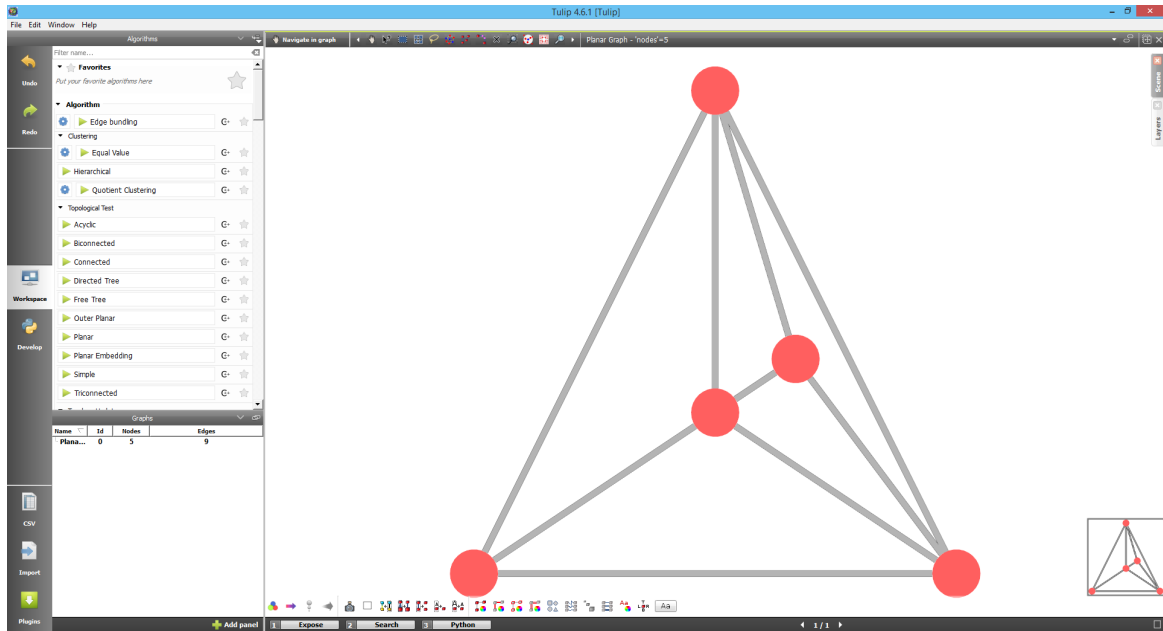 Tulip 4.6.1 [Tulip]
File Edit Window Help
Algorithms
Navigate in graph
Planar Graph - 'nodes'=5
Filter name...
Favorites
Put your favorite algorithms here
Algorithm
Edge bundling
Clustering
Equal Value
Hierarchical
Quotient Clustering
Topological Test
Acyclic
Biconnected
Connected
Directed Tree
Free Tree
Outer Planar
Planar
Planar Embedding
Simple
Triconnected
Undo
Redo
Workspace
Develop
CSV
Import
Plugins
Graphs
Name Id Nodes Edges
Plana... 0 5 9
Scene
Layers
Aa
Add panel
1 Expose 2 Search 3 Python
1 / 1